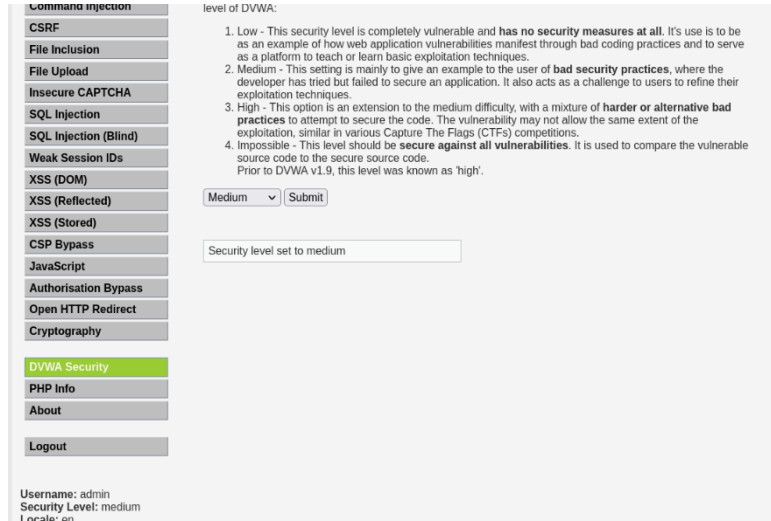 Command Injection
CSRF
File Inclusion
File Upload
Insecure CAPTCHA
SQL Injection
SQL Injection (Blind)
Weak Session IDs
XSS (DOM)
XSS (Reflected)
XSS (Stored)
CSP Bypass
JavaScript
Authorisation Bypass
Open HTTP Redirect
Cryptography
DVWA Security
PHP Info
About
Logout
Username: admin
Security Level: medium
Locale: en
level of DVWA:
1. Low - This security level is completely vulnerable and has no security measures at all. It's use is to be
as an example of how web application vulnerabilities manifest through bad coding practices and to serve
as a platform to teach or learn basic exploitation techniques.
2. Medium - This setting is mainly to give an example to the user of bad security practices, where the
developer has tried but failed to secure an application. It also acts as a challenge to users to refine their
exploitation techniques.
3. High - This option is an extension to the medium difficulty, with a mixture of harder or alternative bad
practices to attempt to secure the code. The vulnerability may not allow the same extent of the
exploitation, similar in various Capture The Flags (CTFs) competitions.
4. Impossible - This level should be secure against all vulnerabilities. It is used to compare the vulnerable
source code to the secure source code.
Prior to DVWA v1.9, this level was known as 'high'.
Medium Submit
Security level set to medium